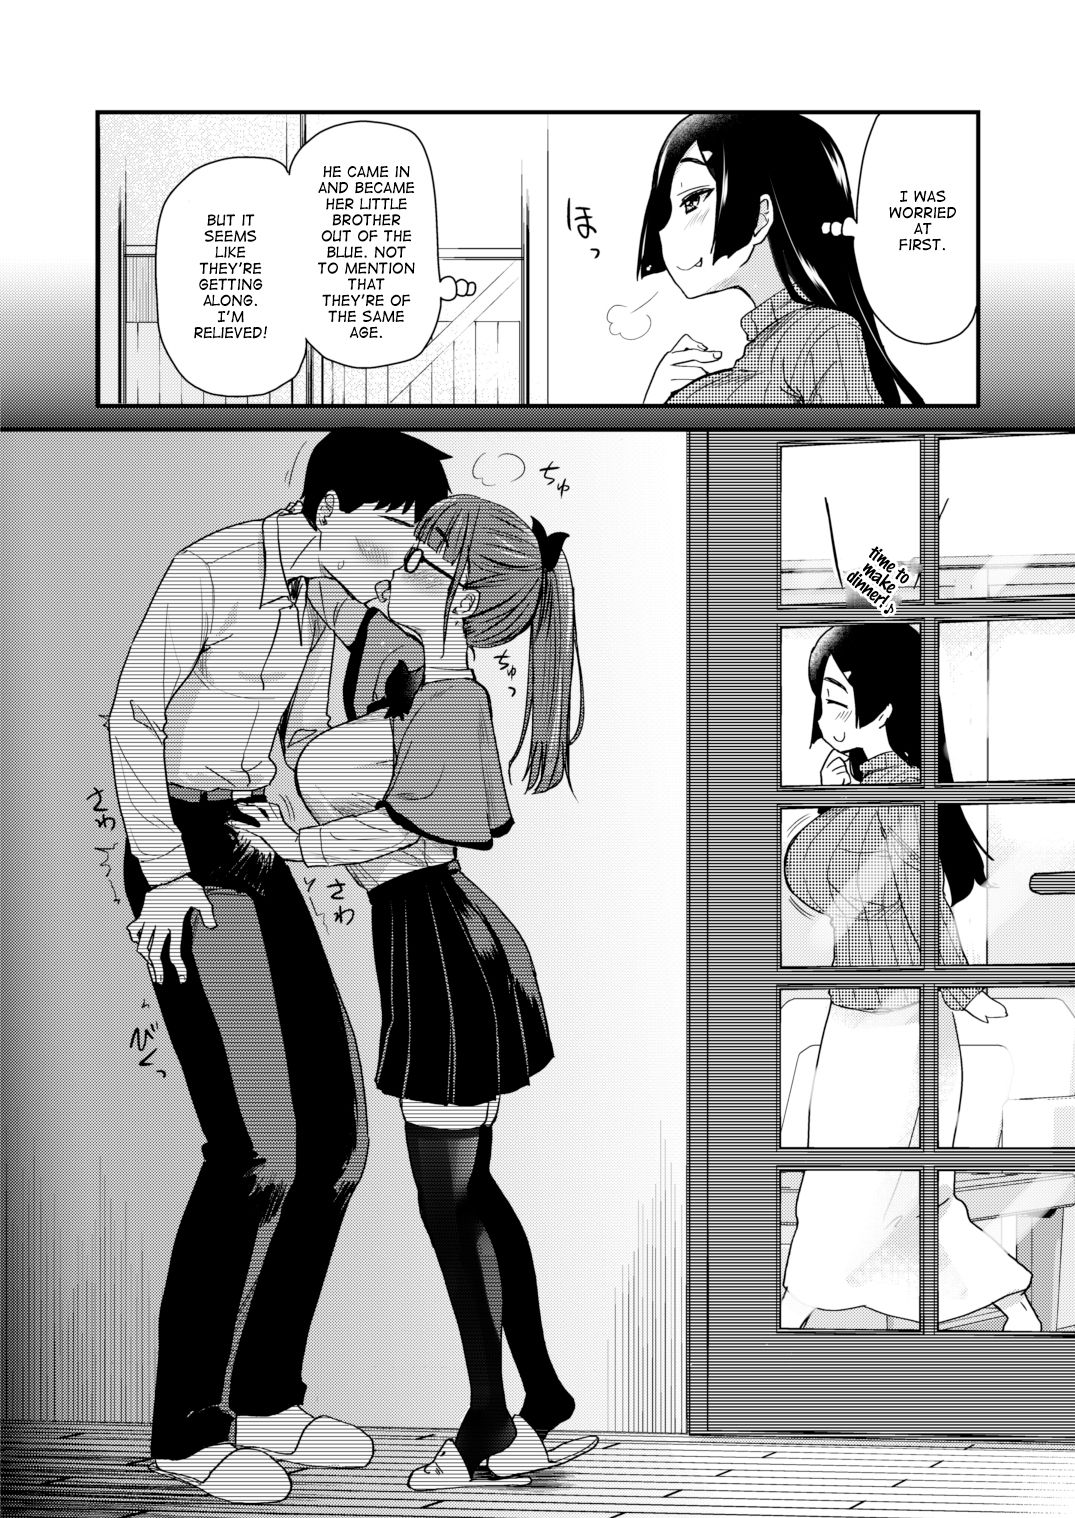 I WAS
WORRIED
AT
FIRST.
ほっ
HE CAME IN
AND BECAME
HER LITTLE
BROTHER
OUT OF THE
BLUE. NOT
TO MENTION
THAT
THEY'RE OF
THE SAME
AGE.
BUT IT
SEEMS
LIKE
THEY'RE
GETTING
ALONG.
I'M
RELIEVED!
time to
make
dinner!♪
ちゅ
ちゅっ
さわ
さわ
びくっ